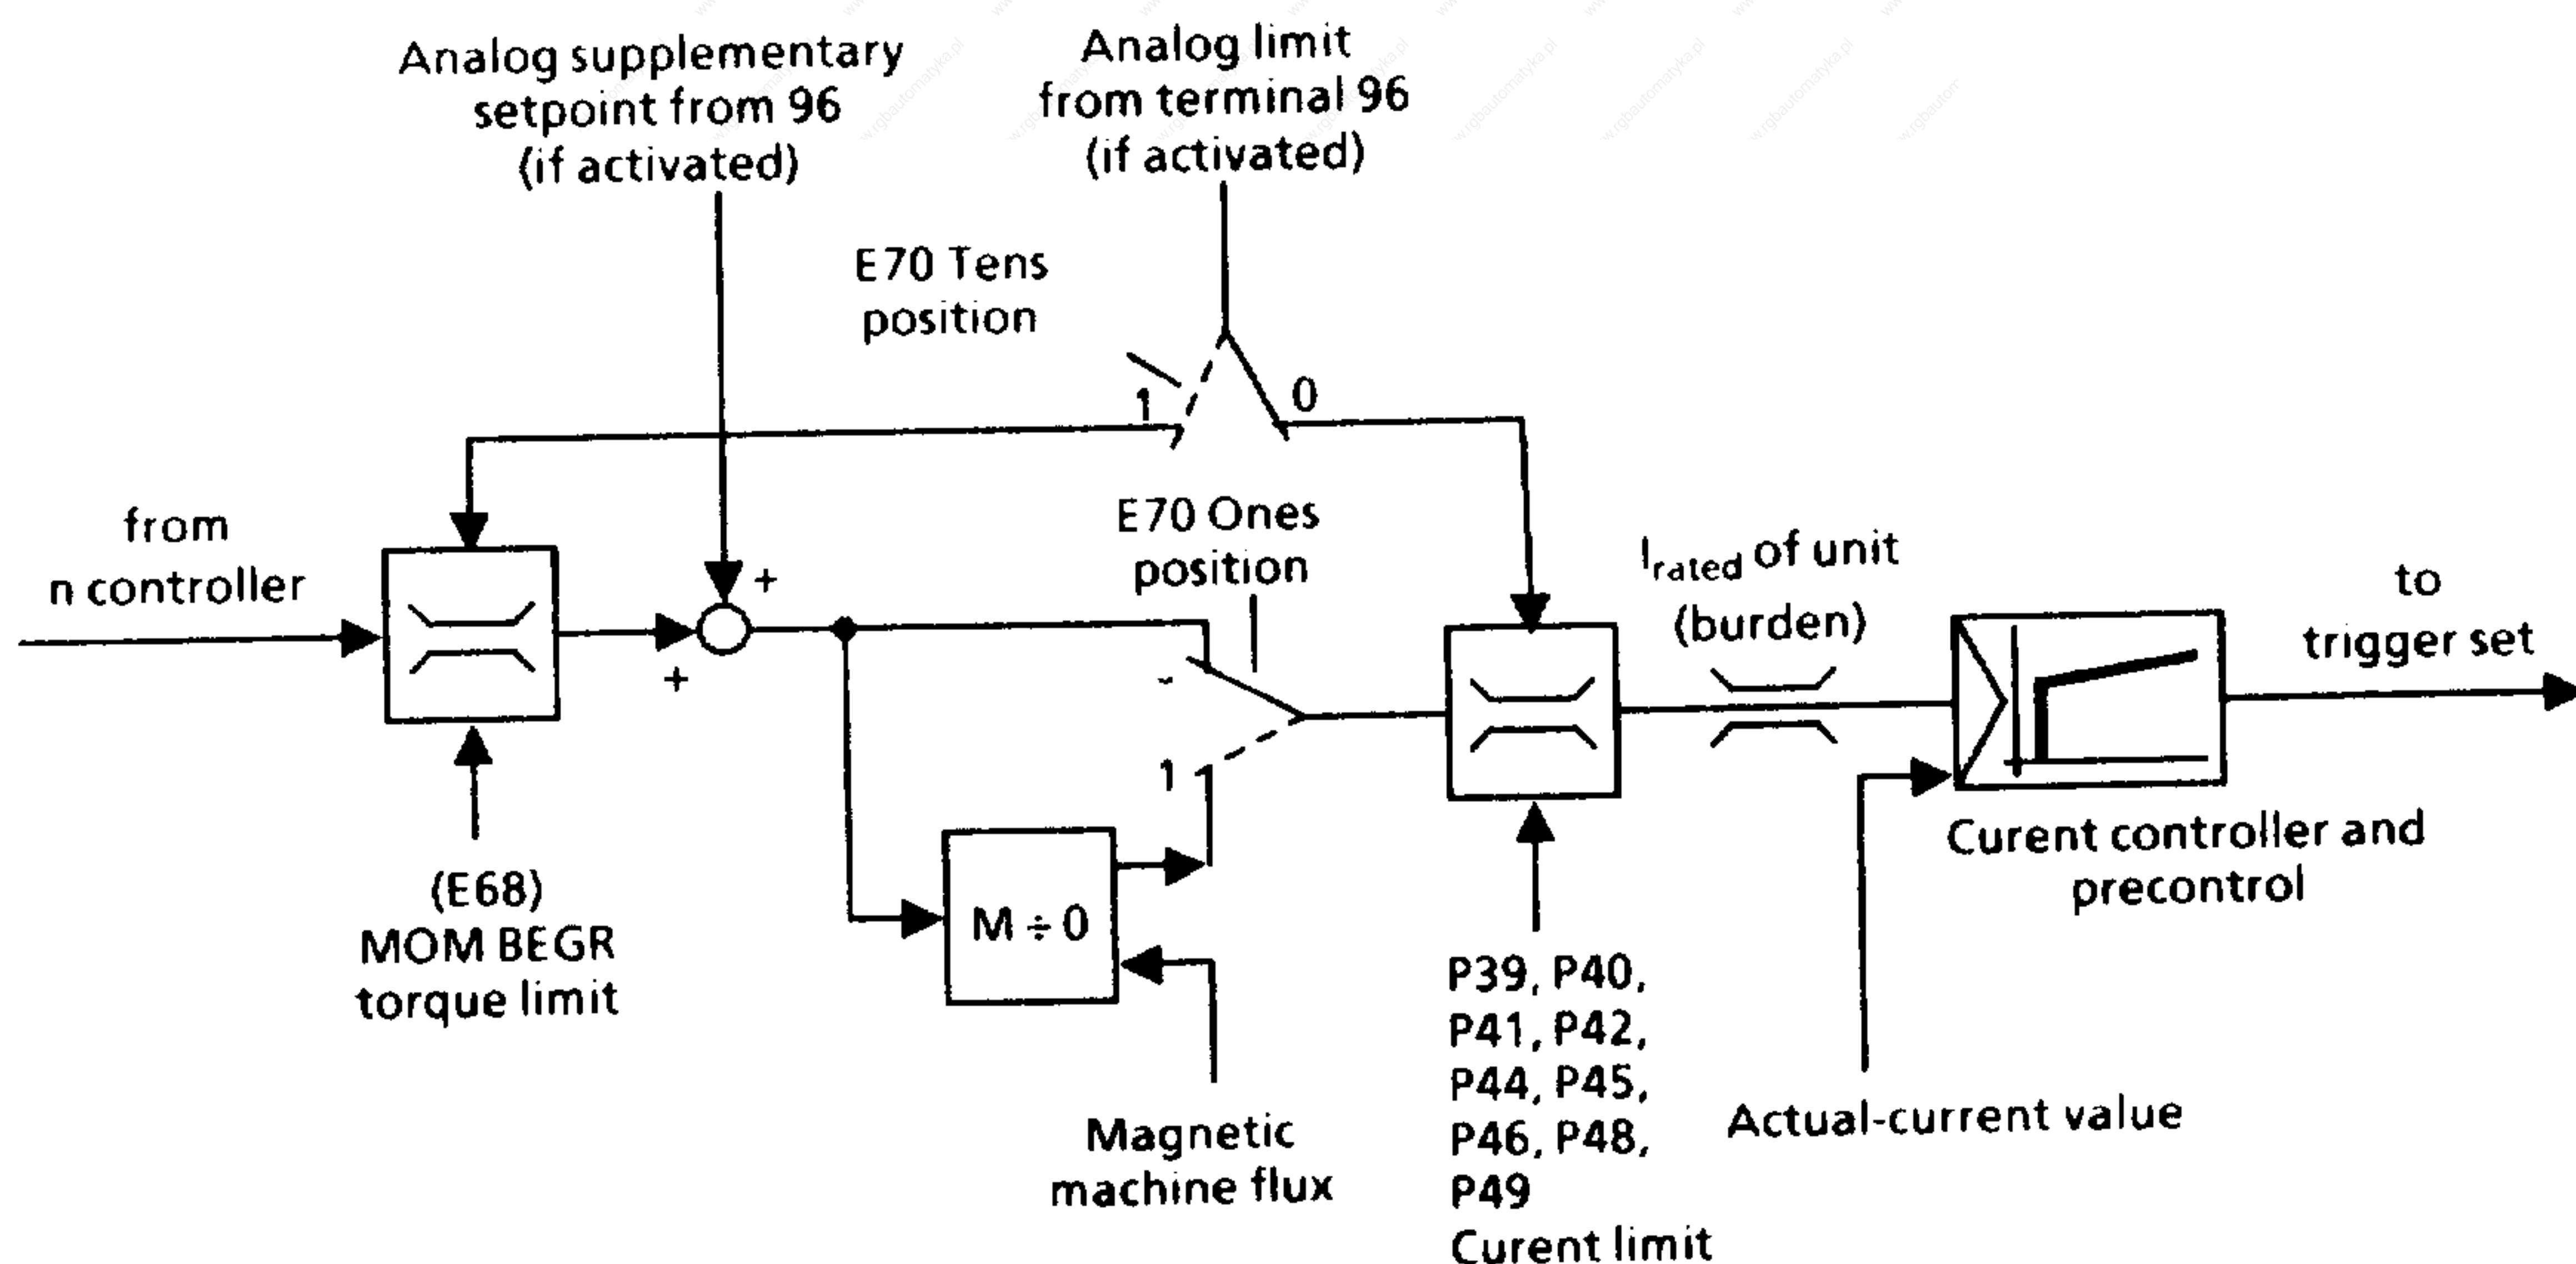 Analog supplementary
setpoint from 96
(if activated)
Analog limit
from terminal 96
(if activated)
E70 Tens
position
1
0
from
n controller
E70 Ones
position
I_rated of unit
(burden)
to
trigger set
+
+
1
M ÷ 0
(E68)
MOM BEGR
torque limit
Curent controller and
precontrol
P39, P40,
P41, P42,
P44, P45,
P46, P48,
P49
Curent limit
Magnetic
machine flux
Actual-current value